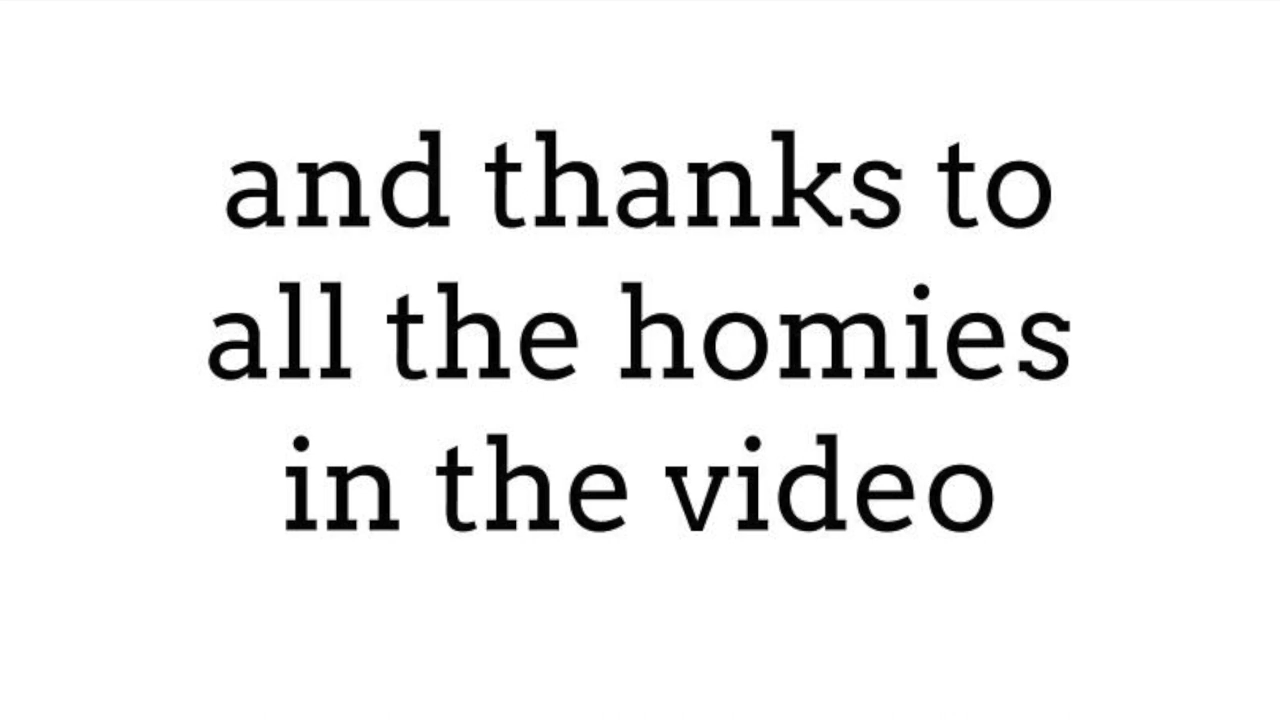 and thanks to
all the homies
in the video